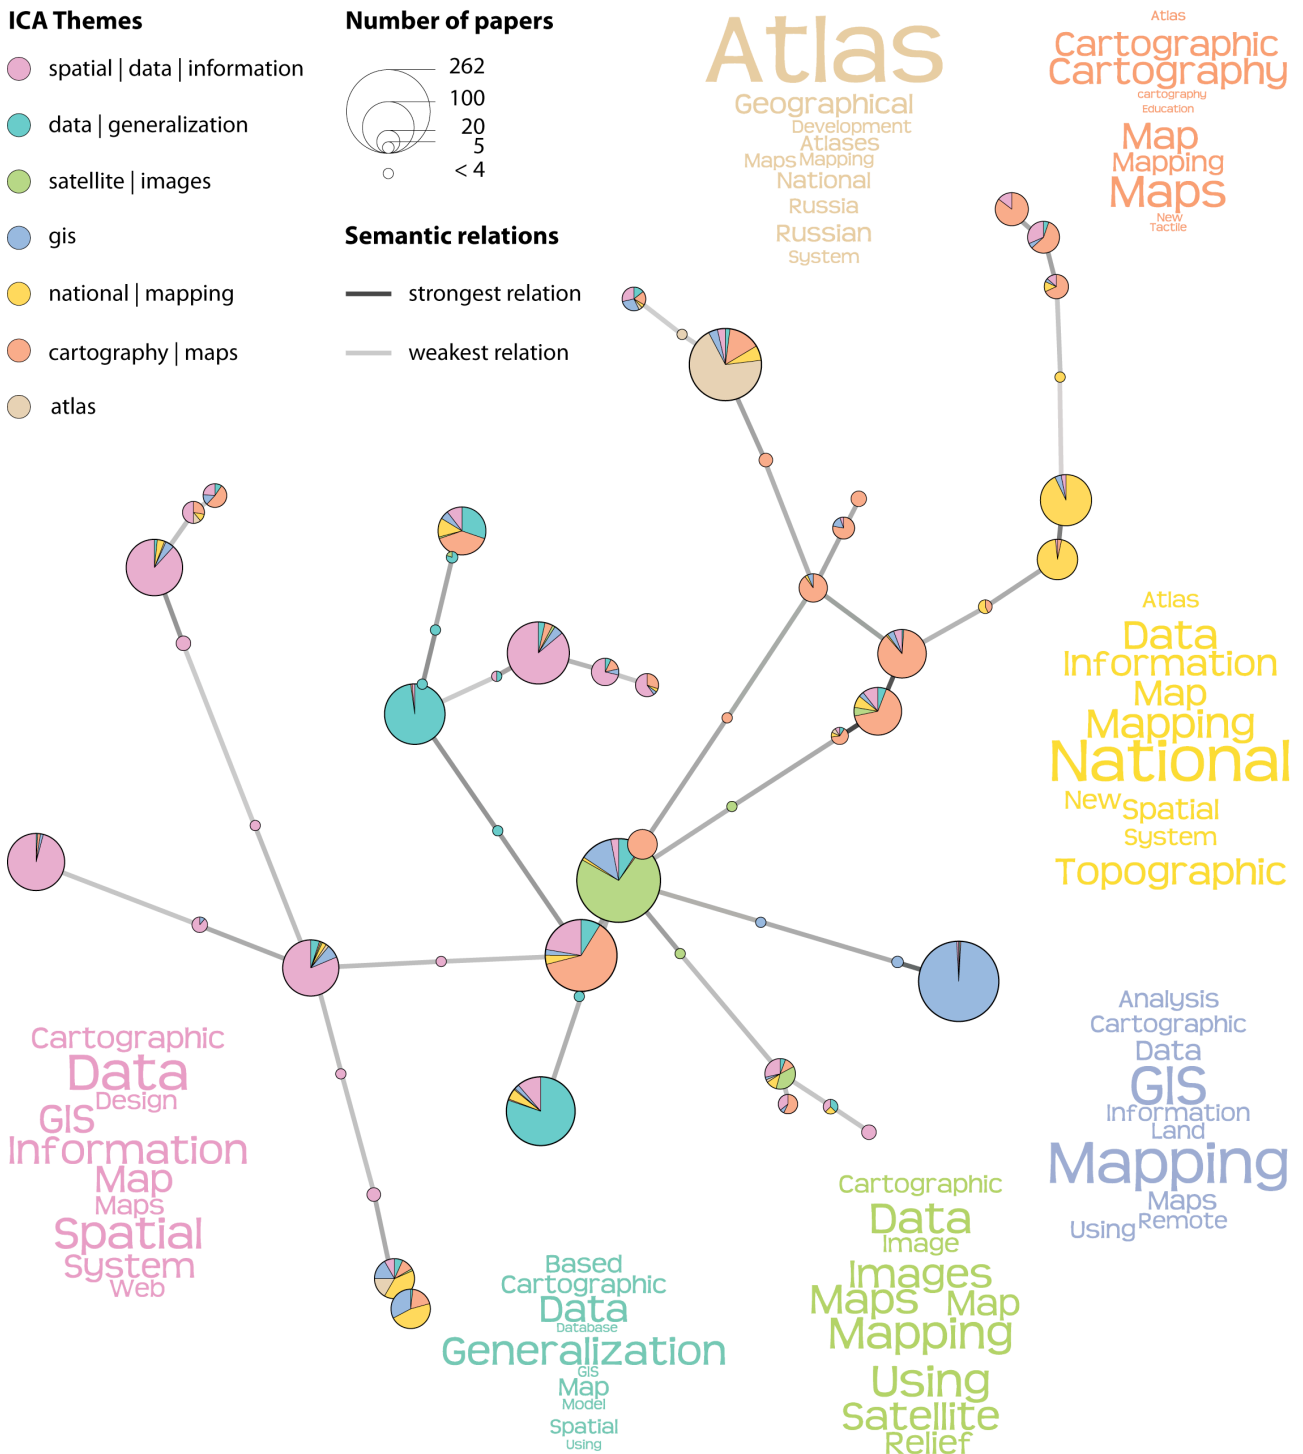 ICA Themes
spatial | data | information
data | generalization
satellite | images
gis
national | mapping
cartography | maps
atlas
Number of papers
262
100
20
5
< 4
Semantic relations
strongest relation
weakest relation
Atlas
Geographical
Development
Atlases
Maps Mapping
National
Russia
Russian
System
Atlas
Cartographic
Cartography
cartography
Education
Map
Mapping
Maps
New
Tactile
Atlas
Data
Information
Map
Mapping
National
New Spatial
System
Topographic
Analysis
Cartographic
Data
GIS
Information
Land
Mapping
Maps
Using Remote
Cartographic
Data
Design
GIS
Information
Map
Maps
Spatial
System
Web
Based
Cartographic
Data
Database
Generalization
GIS
Map
Model
Spatial
Using
Cartographic
Data
Image
Images
Maps Map
Mapping
Using
Satellite
Relief